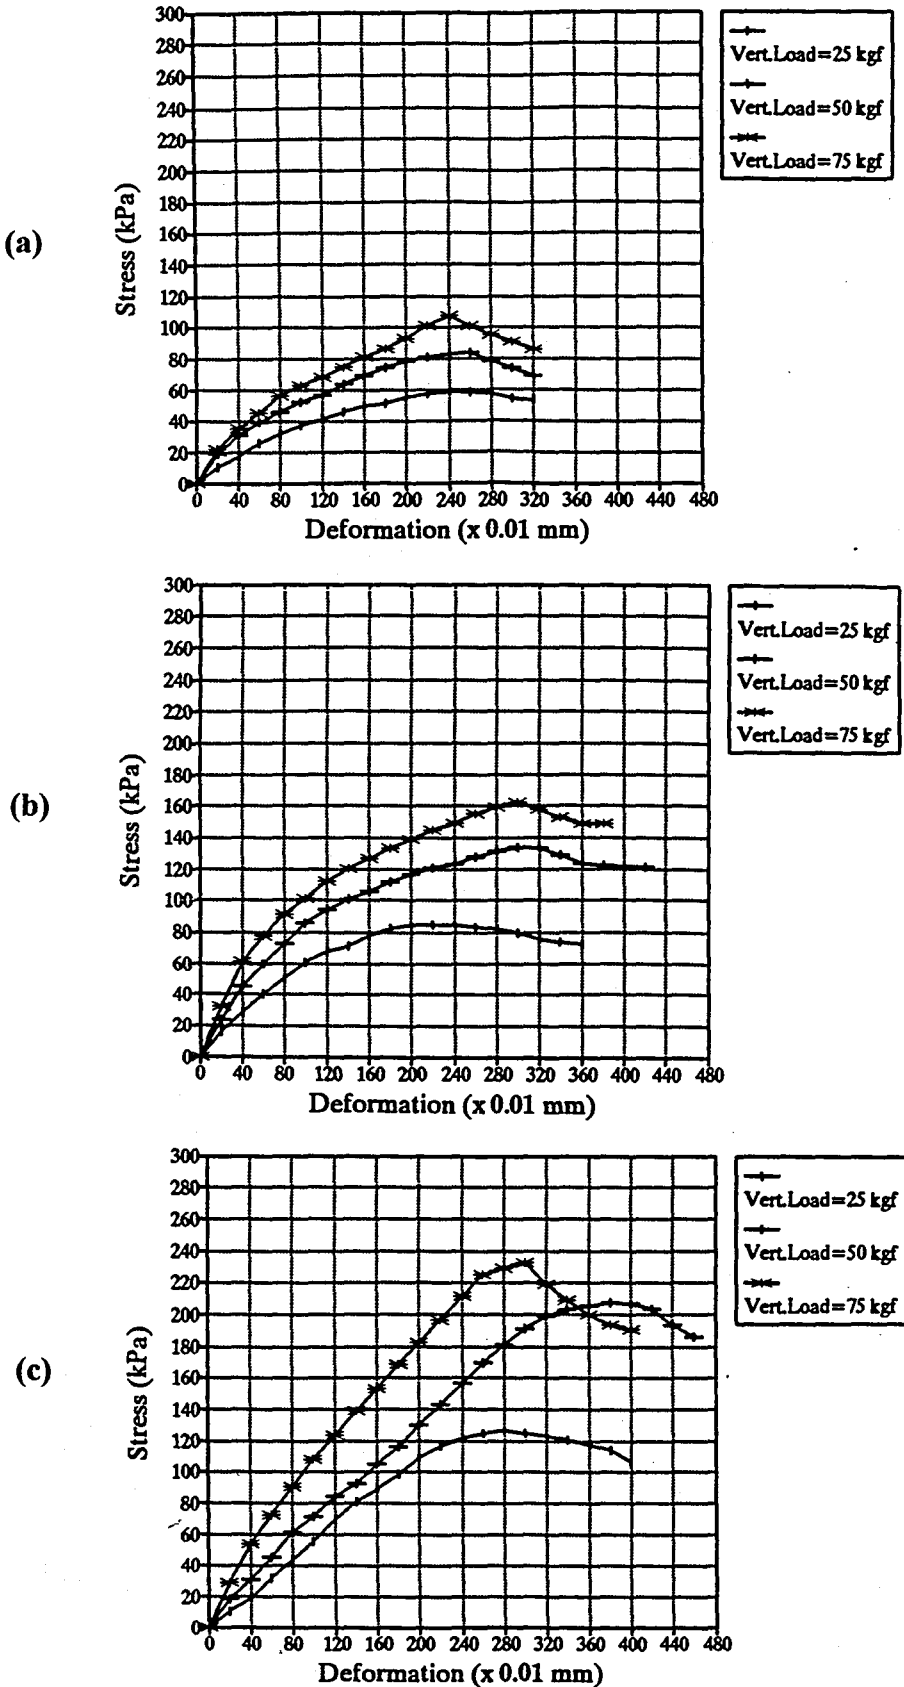 300
280
260
240
220
200
180
160
140
120
100
80
60
40
20
0
0 40 80 120 160 200 240 280 320 360 400 440 480
Stress (kPa)
Deformation (x 0.01 mm)
(a)
Vert.Load=25 kgf
Vert.Load=50 kgf
Vert.Load=75 kgf
300
280
260
240
220
200
180
160
140
120
100
80
60
40
20
0
0 40 80 120 160 200 240 280 320 360 400 440 480
Stress (kPa)
Deformation (x 0.01 mm)
(b)
Vert.Load=25 kgf
Vert.Load=50 kgf
Vert.Load=75 kgf
300
280
260
240
220
200
180
160
140
120
100
80
60
40
20
0
0 40 80 120 160 200 240 280 320 360 400 440 480
Stress (kPa)
Deformation (x 0.01 mm)
(c)
Vert.Load=25 kgf
Vert.Load=50 kgf
Vert.Load=75 kgf